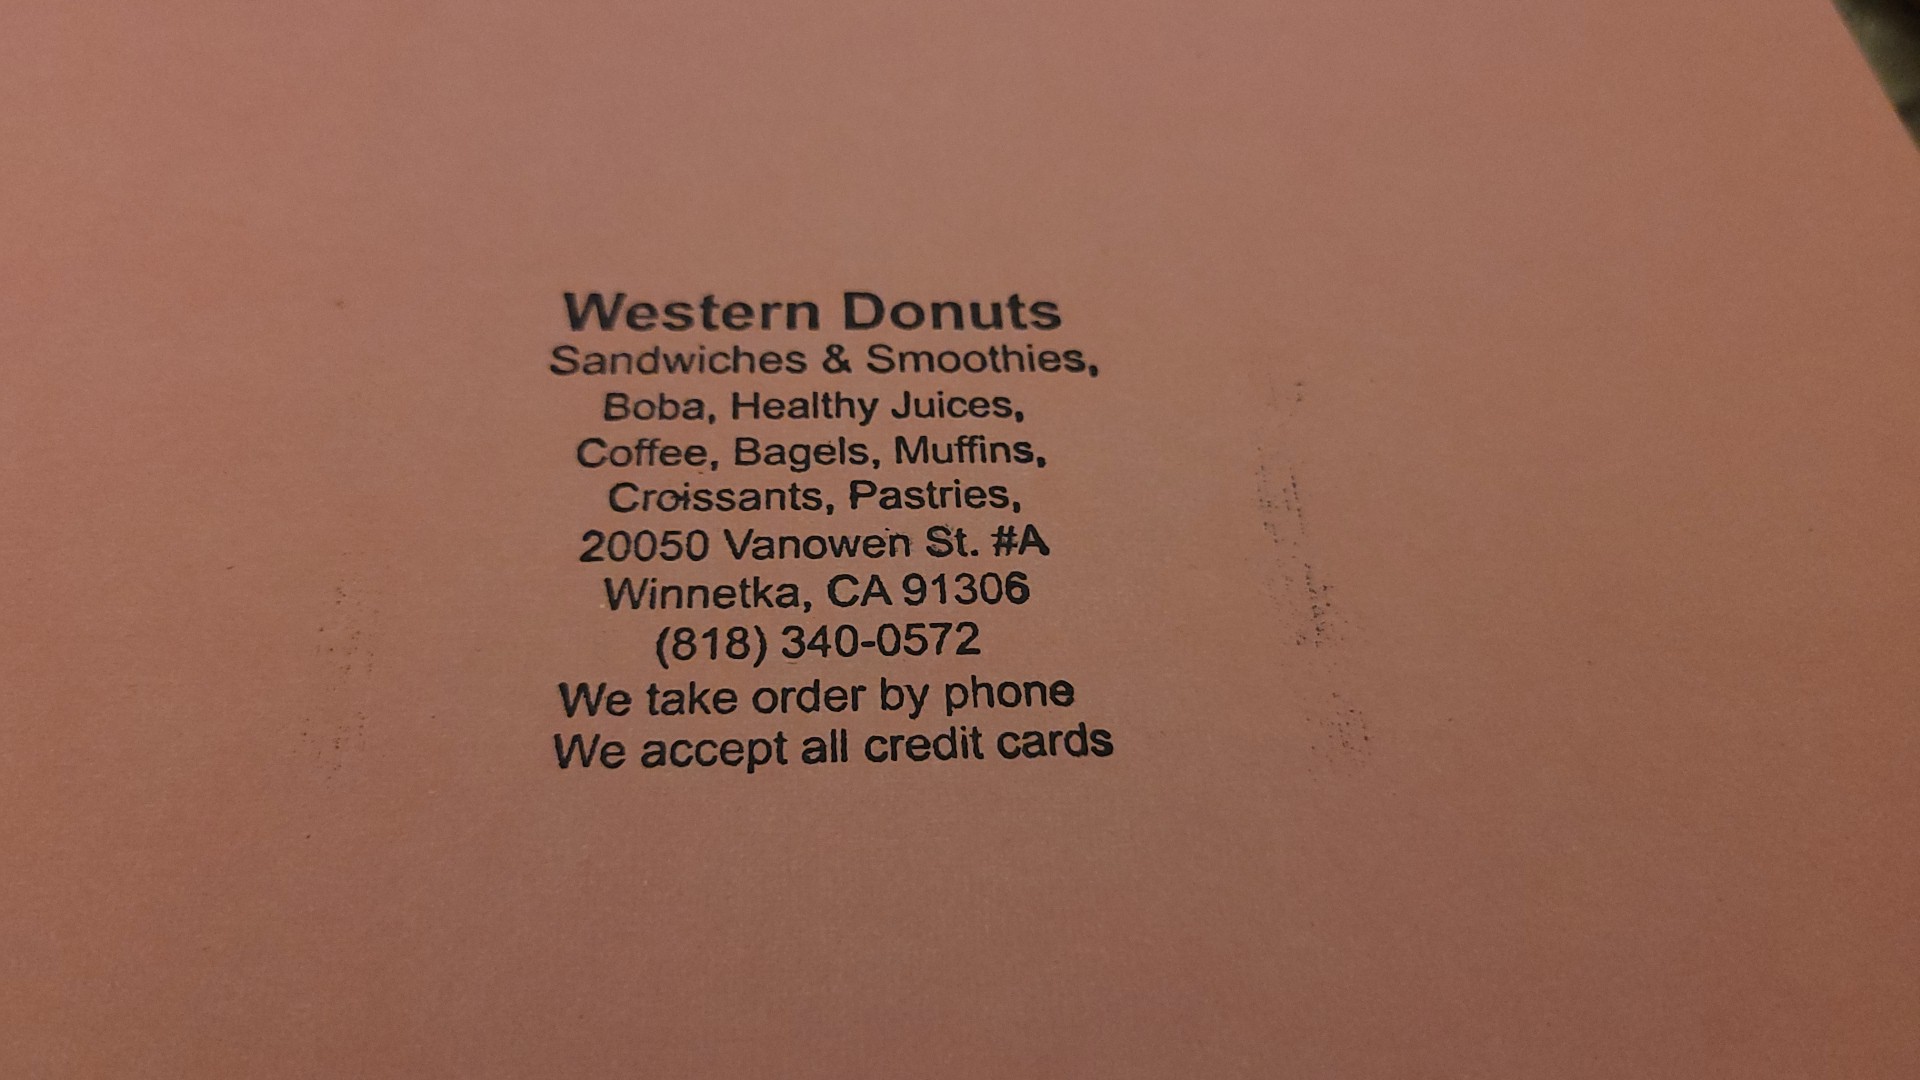 Western Donuts
Sandwiches & Smoothies,
Boba, Healthy Juices,
Coffee, Bagels, Muffins,
Croissants, Pastries,
20050 Vanowen St. #A
Winnetka, CA 91306
(818) 340-0572
We take order by phone
We accept all credit cards